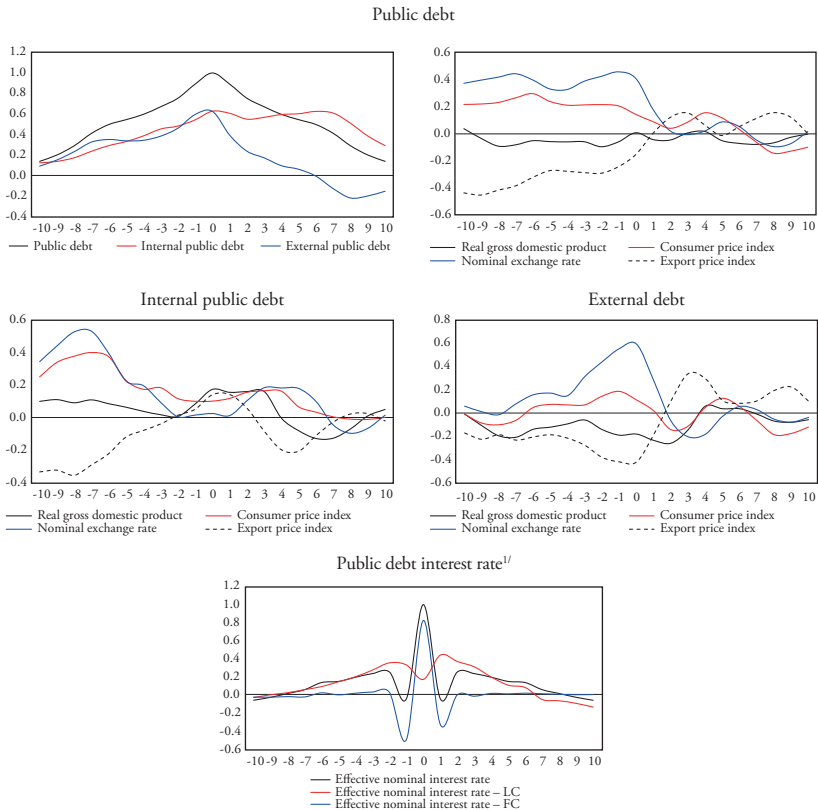 Public debt
1.2
1.0
0.8
0.6
0.4
0.2
0.0
-0.2
-0.4
-10 -9 -8 -7 -6 -5 -4 -3 -2 -1 0 1 2 3 4 5 6 7 8 9 10
Public debt Internal public debt External public debt
0.6
0.4
0.2
0.0
-0.2
-0.4
-0.6
-10 -9 -8 -7 -6 -5 -4 -3 -2 -1 0 1 2 3 4 5 6 7 8 9 10
Real gross domestic product Consumer price index
Nominal exchange rate Export price index
Internal public debt
0.6
0.4
0.2
0.0
-0.2
-0.4
-10 -9 -8 -7 -6 -5 -4 -3 -2 -1 0 1 2 3 4 5 6 7 8 9 10
Real gross domestic product Consumer price index
Nominal exchange rate Export price index
External debt
0.8
0.6
0.4
0.2
0.0
-0.2
-0.4
-0.6
-10 -9 -8 -7 -6 -5 -4 -3 -2 -1 0 1 2 3 4 5 6 7 8 9 10
Real gross domestic product Consumer price index
Nominal exchange rate Export price index
Public debt interest rate1/
1.2
1.0
0.8
0.6
0.4
0.2
0.0
-0.2
-0.4
-0.6
-10 -9 -8 -7 -6 -5 -4 -3 -2 -1 0 1 2 3 4 5 6 7 8 9 10
Effective nominal interest rate
Effective nominal interest rate – LC
Effective nominal interest rate – FC